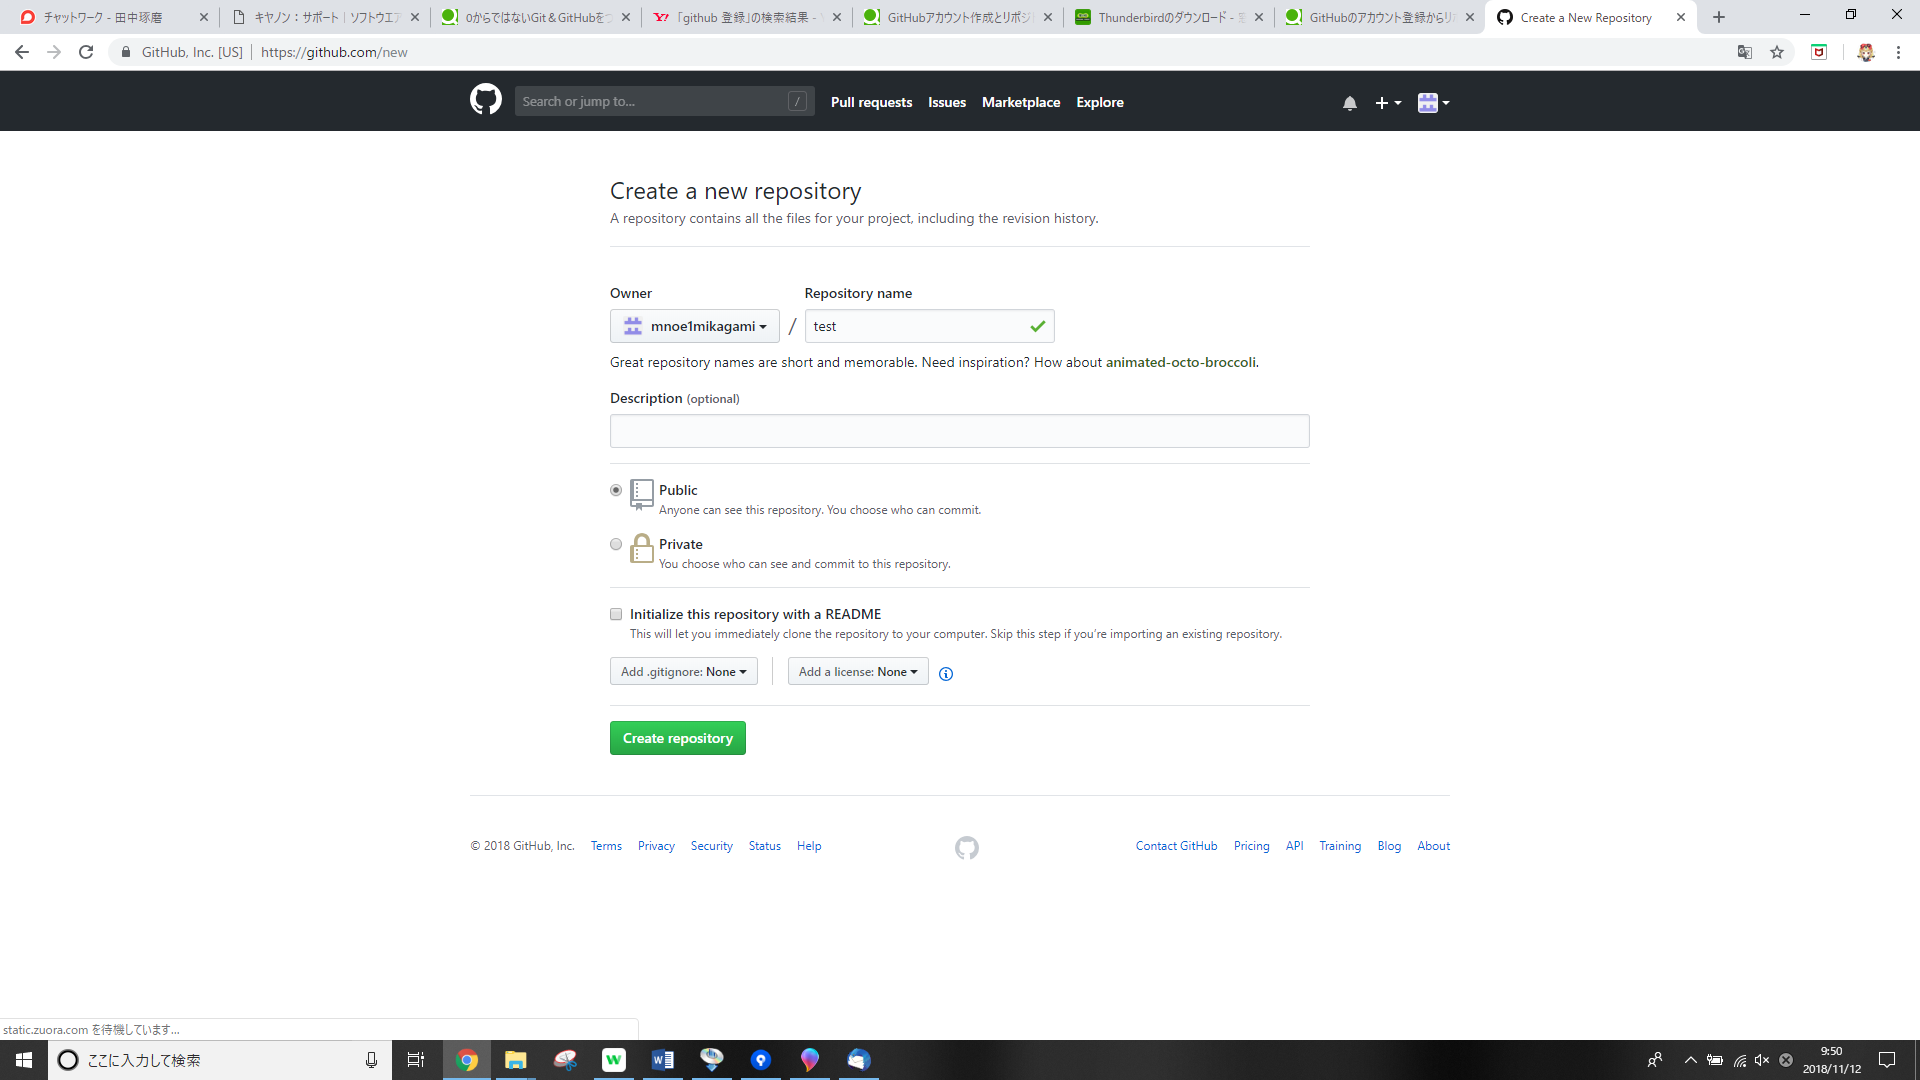 チャットワーク - 田中琢磨
キヤノン：サポート｜ソフトウエア
0からではないGit＆GitHubをつ
「github 登録」の検索結果 -
GitHubアカウント作成とリポジ
Thunderbirdのダウンロード -
GitHubのアカウント登録からリポ
Create a New Repository
GitHub, Inc. [US] https://github.com/new
Search or jump to... /
Pull requests Issues Marketplace Explore
Create a new repository
A repository contains all the files for your project, including the revision history.
Owner Repository name
mnoe1mikagami / test
Great repository names are short and memorable. Need inspiration? How about animated-octo-broccoli.
Description (optional)
Public
Anyone can see this repository. You choose who can commit.
Private
You choose who can see and commit to this repository.
Initialize this repository with a README
This will let you immediately clone the repository to your computer. Skip this step if you’re importing an existing repository.
Add .gitignore: None Add a license: None
Create repository
© 2018 GitHub, Inc. Terms Privacy Security Status Help Contact GitHub Pricing API Training Blog About
static.zuora.com を待機しています...
ここに入力して検索
9:50
2018/11/12